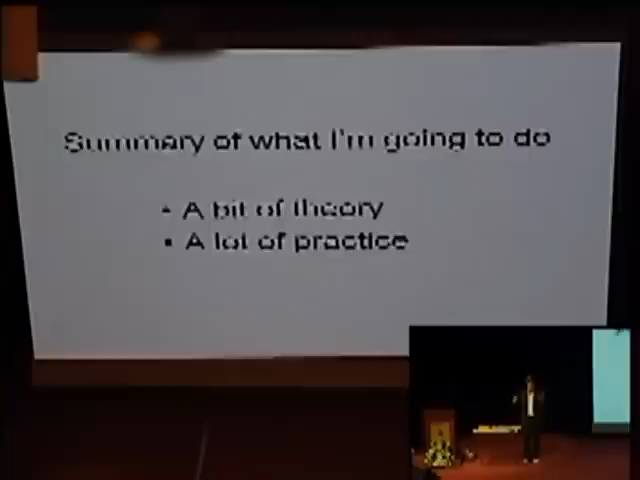 Summary of what I'm going to do
• A bit of theory
• A lot of practice